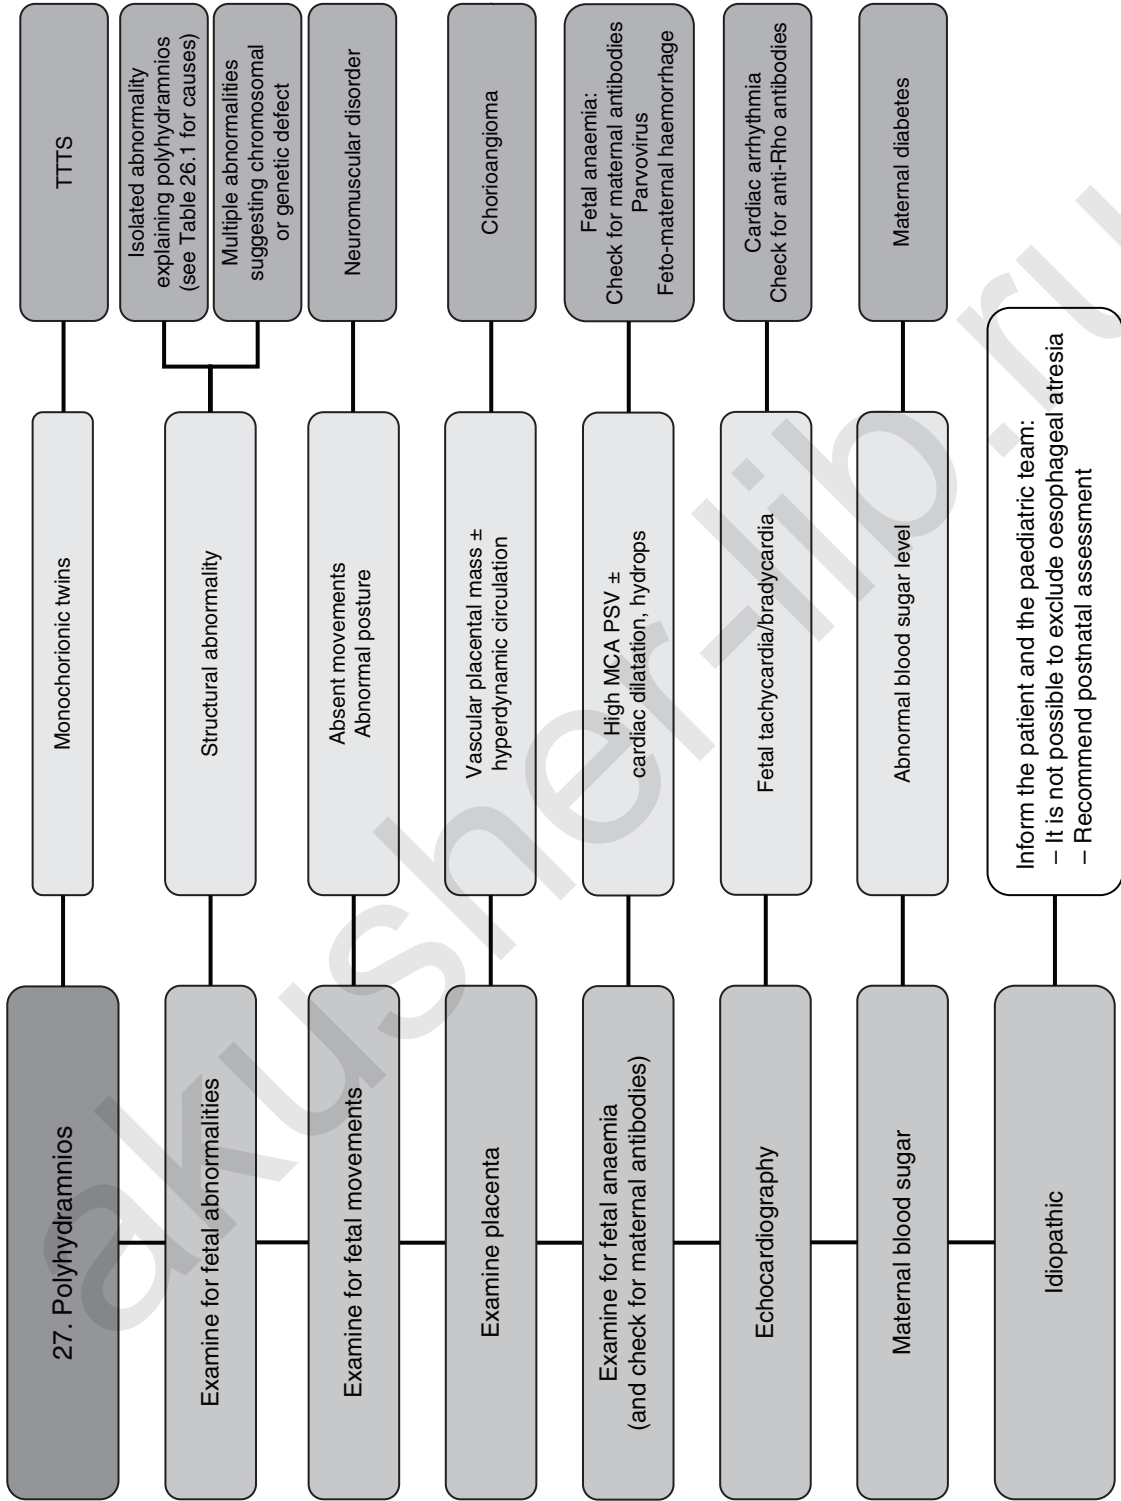 27. Polyhydramnios
Monochorionic twins
TTTS
Examine for fetal abnormalities
Structural abnormality
Isolated abnormality
explaining polyhydramnios
(see Table 26.1 for causes)
Multiple abnormalities
suggesting chromosomal
or genetic defect
Examine for fetal movements
Absent movements
Abnormal posture
Neuromuscular disorder
Examine placenta
Vascular placental mass ±
hyperdynamic circulation
Chorioangioma
Examine for fetal anaemia
(and check for maternal antibodies)
High MCA PSV ±
cardiac dilatation, hydrops
Fetal anaemia:
Check for maternal antibodies
Parvovirus
Feto-maternal haemorrhage
Echocardiography
Fetal tachycardia/bradycardia
Cardiac arrhythmia
Check for anti-Rho antibodies
Maternal blood sugar
Abnormal blood sugar level
Maternal diabetes
Idiopathic
Inform the patient and the paediatric team:
– It is not possible to exclude oesophageal atresia
– Recommend postnatal assessment
akusher-lib.ru